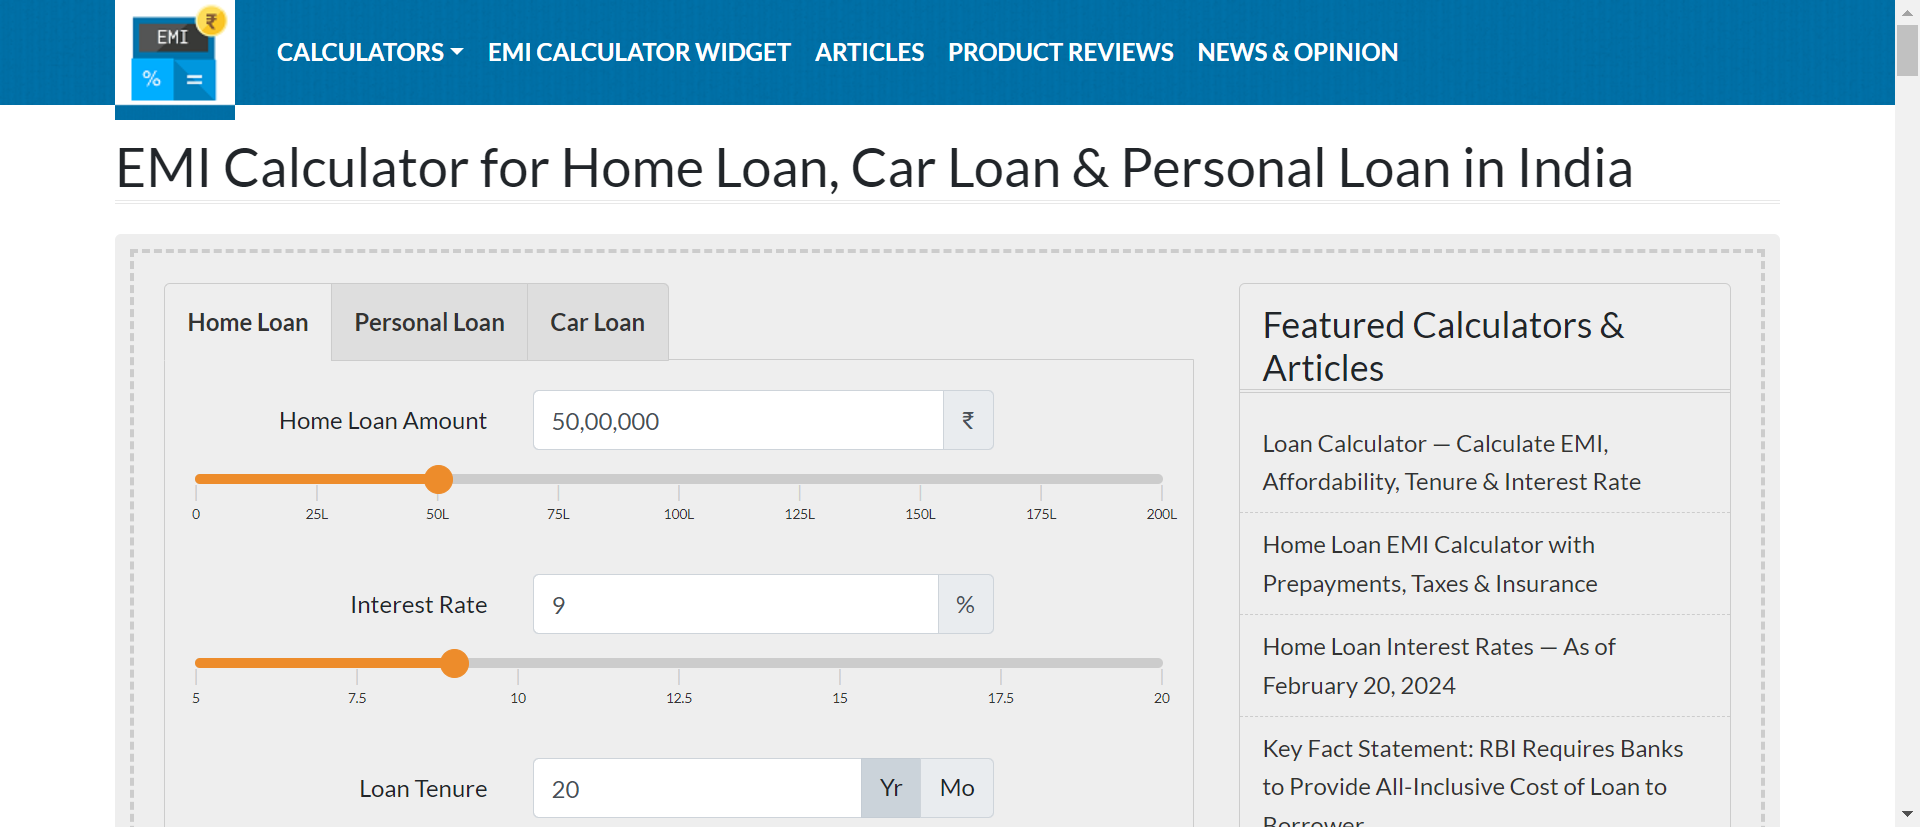 EMI
₹
%
=
CALCULATORS
EMI CALCULATOR WIDGET
ARTICLES
PRODUCT REVIEWS
NEWS & OPINION
EMI Calculator for Home Loan, Car Loan & Personal Loan in India
Home Loan
Personal Loan
Car Loan
Home Loan Amount
50,00,000
₹
0
25L
50L
75L
100L
125L
150L
175L
200L
Interest Rate
9
%
5
7.5
10
12.5
15
17.5
20
Loan Tenure
20
Yr
Mo
Featured Calculators &
Articles
Loan Calculator — Calculate EMI,
Affordability, Tenure & Interest Rate
Home Loan EMI Calculator with
Prepayments, Taxes & Insurance
Home Loan Interest Rates — As of
February 20, 2024
Key Fact Statement: RBI Requires Banks
to Provide All-Inclusive Cost of Loan to
Borrower